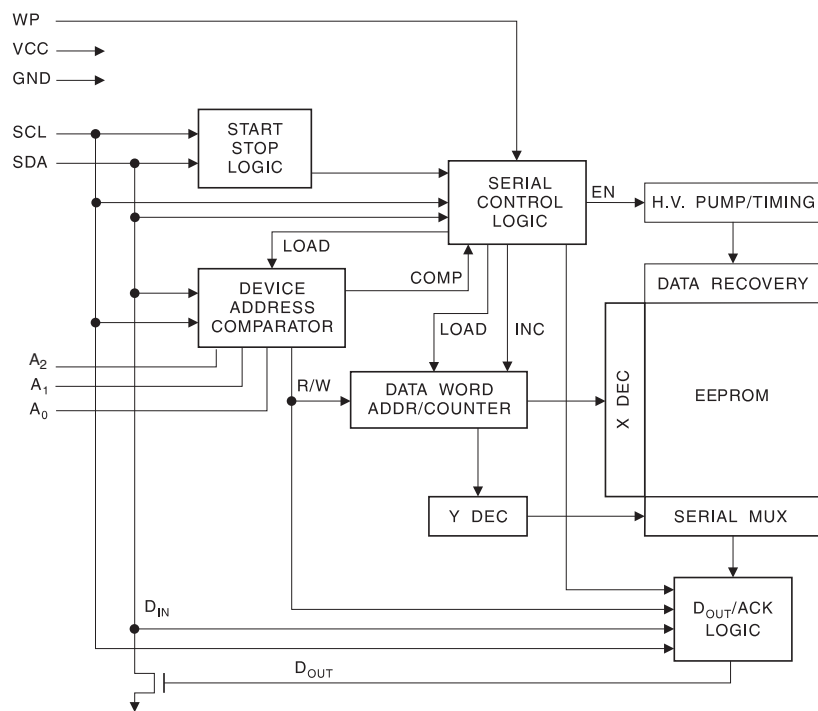 WP
VCC
GND
SCL
SDA
START
STOP
LOGIC
SERIAL
CONTROL
LOGIC
EN
H.V. PUMP/TIMING
LOAD
COMP
DEVICE
ADDRESS
COMPARATOR
LOAD
INC
DATA RECOVERY
A2
A1
A0
R/W
DATA WORD
ADDR/COUNTER
X DEC
EEPROM
Y DEC
SERIAL MUX
DIN
DOUT/ACK
LOGIC
DOUT